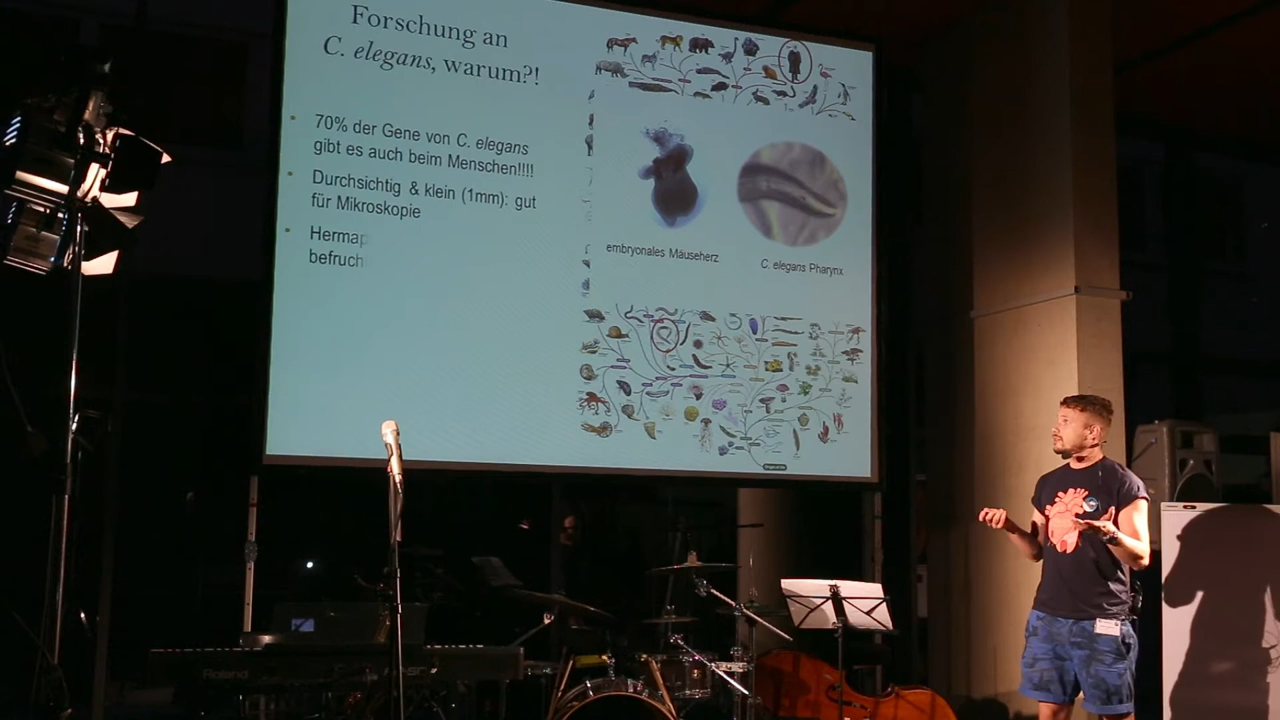 Forschung an
C. elegans, warum?!
70% der Gene von C. elegans
gibt es auch beim Menschen!!!!
Durchsichtig & klein (1mm): gut
für Mikroskopie
Hermap
befruch
embryonales Mäuseherz
C. elegans Pharynx
Roland